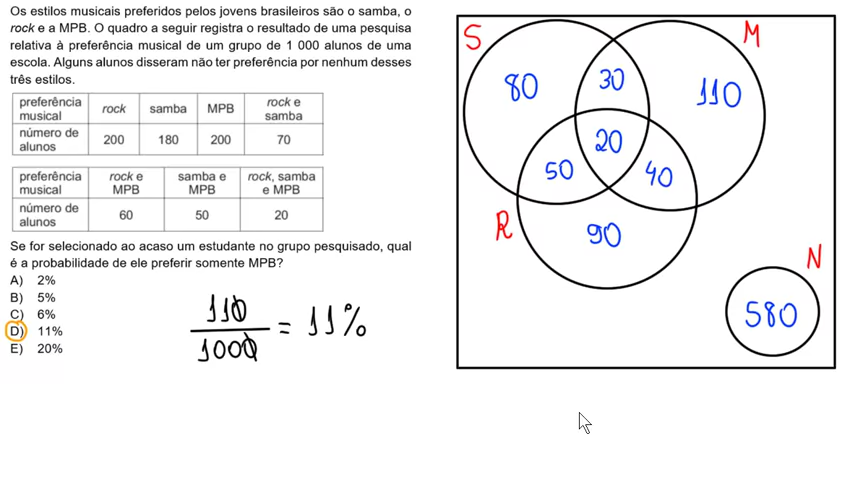 Os estilos musicais preferidos pelos jovens brasileiros são o samba, o
rock e a MPB. O quadro a seguir registra o resultado de uma pesquisa
relativa à preferência musical de um grupo de 1 000 alunos de uma
escola. Alguns alunos disseram não ter preferência por nenhum desses
três estilos.
preferência musical rock samba MPB rock e samba
número de alunos 200 180 200 70
preferência musical rock e MPB samba e MPB rock, samba e MPB
número de alunos 60 50 20
Se for selecionado ao acaso um estudante no grupo pesquisado, qual
é a probabilidade de ele preferir somente MPB?
A) 2%
B) 5%
C) 6%
D) 11%
E) 20%
110
1000
= 11%
S
M
80
30
110
20
50
40
R
90
N
580